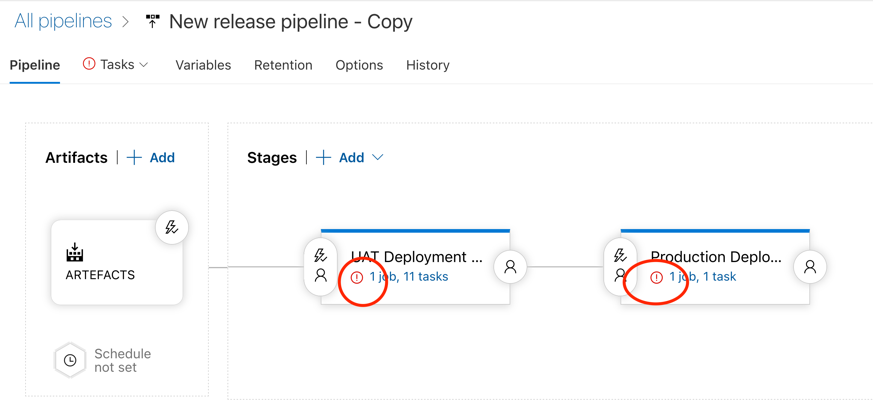 All pipelines > New release pipeline - Copy
Pipeline Tasks Variables Retention Options History
Artifacts | + Add
Stages | + Add
ARTEFACTS
Schedule
not set
UAT Deployment ...
1 job, 11 tasks
Production Deplo...
1 job, 1 task